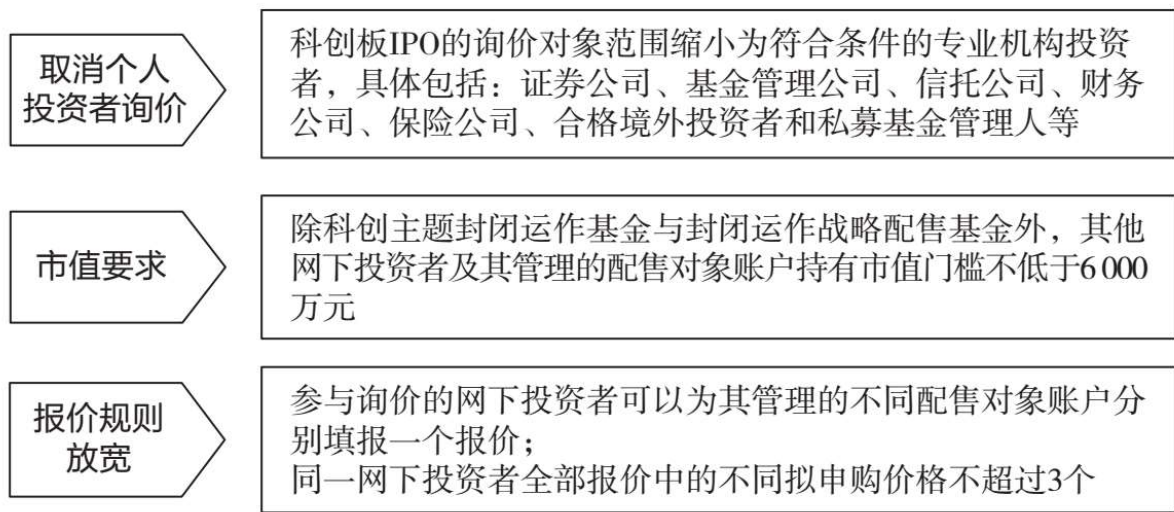 取消个人
投资者询价
科创板IPO的询价对象范围缩小为符合条件的专业机构投资
者，具体包括：证券公司、基金管理公司、信托公司、财务
公司、保险公司、合格境外投资者和私募基金管理人等
市值要求
除科创主题封闭运作基金与封闭运作战略配售基金外，其他
网下投资者及其管理的配售对象账户持有市值门槛不低于6 000
万元
报价规则
放宽
参与询价的网下投资者可以为其管理的不同配售对象账户分
别填报一个报价；
同一网下投资者全部报价中的不同拟申购价格不超过3个